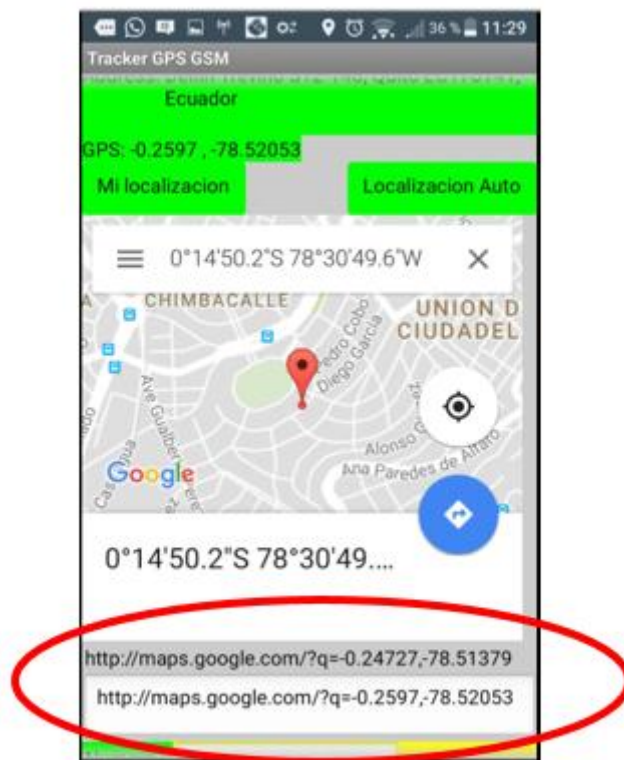 36 % 11:29
Tracker GPS GSM
Ecuador
GPS: -0.2597 , -78.52053
Mi localizacion
Localizacion Auto
0°14'50.2"S 78°30'49.6"W
CHIMBACALLE
UNION D
CIUDADEL
Pedro Cobo
Diego Garcia
Ave Gualber
Alonso
Ana Paredes de Alfaro
Google
0°14'50.2"S 78°30'49....
http://maps.google.com/?q=-0.24727,-78.51379
http://maps.google.com/?q=-0.2597,-78.52053